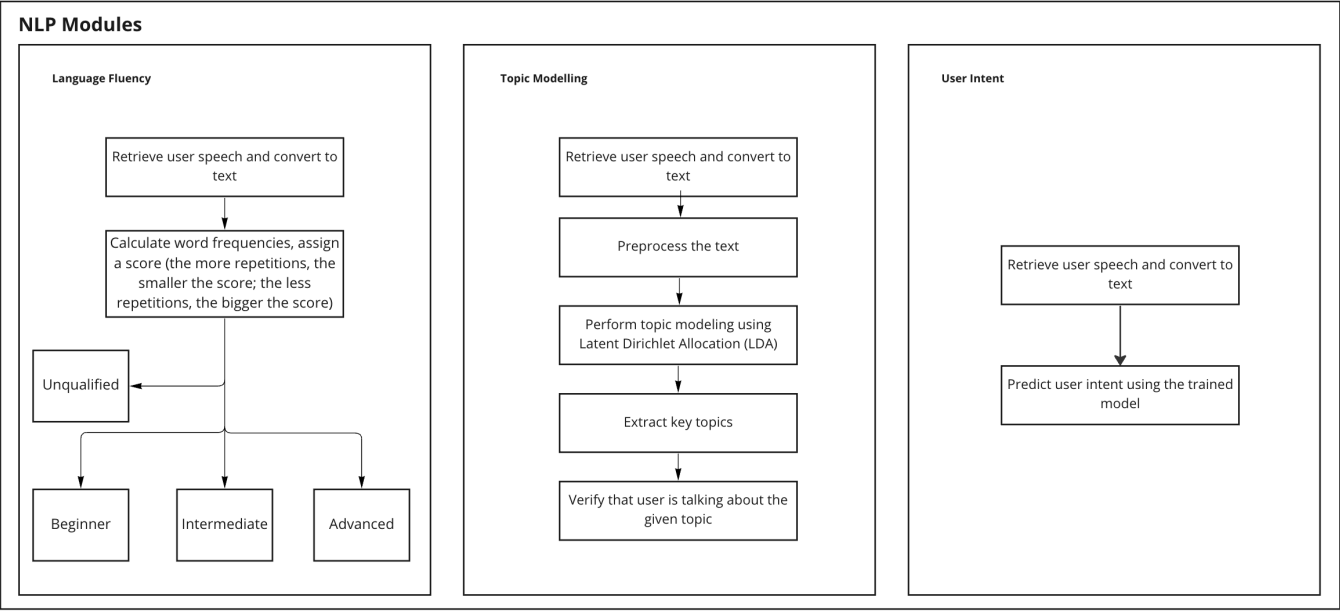 NLP Modules
Language Fluency
Retrieve user speech and convert to
text
Calculate word frequencies, assign
a score (the more repetitions, the
smaller the score; the less
repetitions, the bigger the score)
Unqualified
Beginner
Intermediate
Advanced
Topic Modelling
Retrieve user speech and convert to
text
Preprocess the text
Perform topic modeling using
Latent Dirichlet Allocation (LDA)
Extract key topics
Verify that user is talking about the
given topic
User Intent
Retrieve user speech and convert to
text
Predict user intent using the trained
model